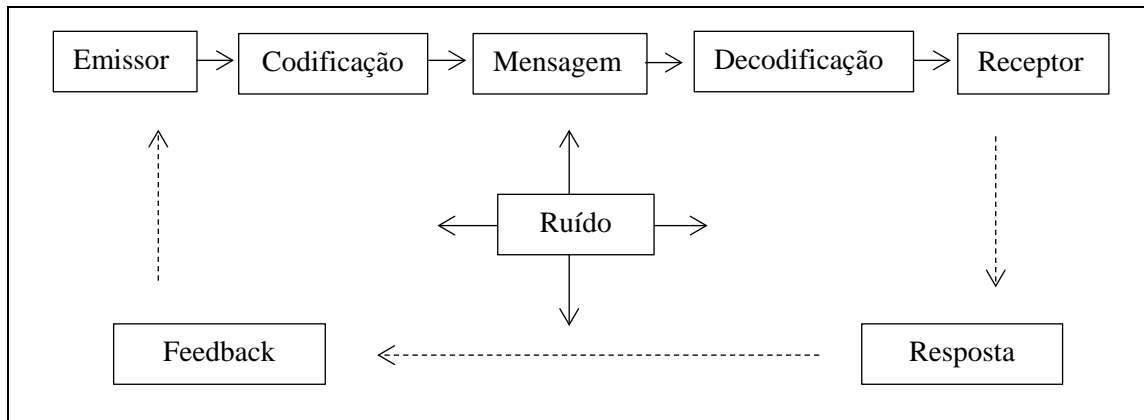 Emissor
Codificação
Mensagem
Decodificação
Receptor
Ruído
Feedback
Resposta